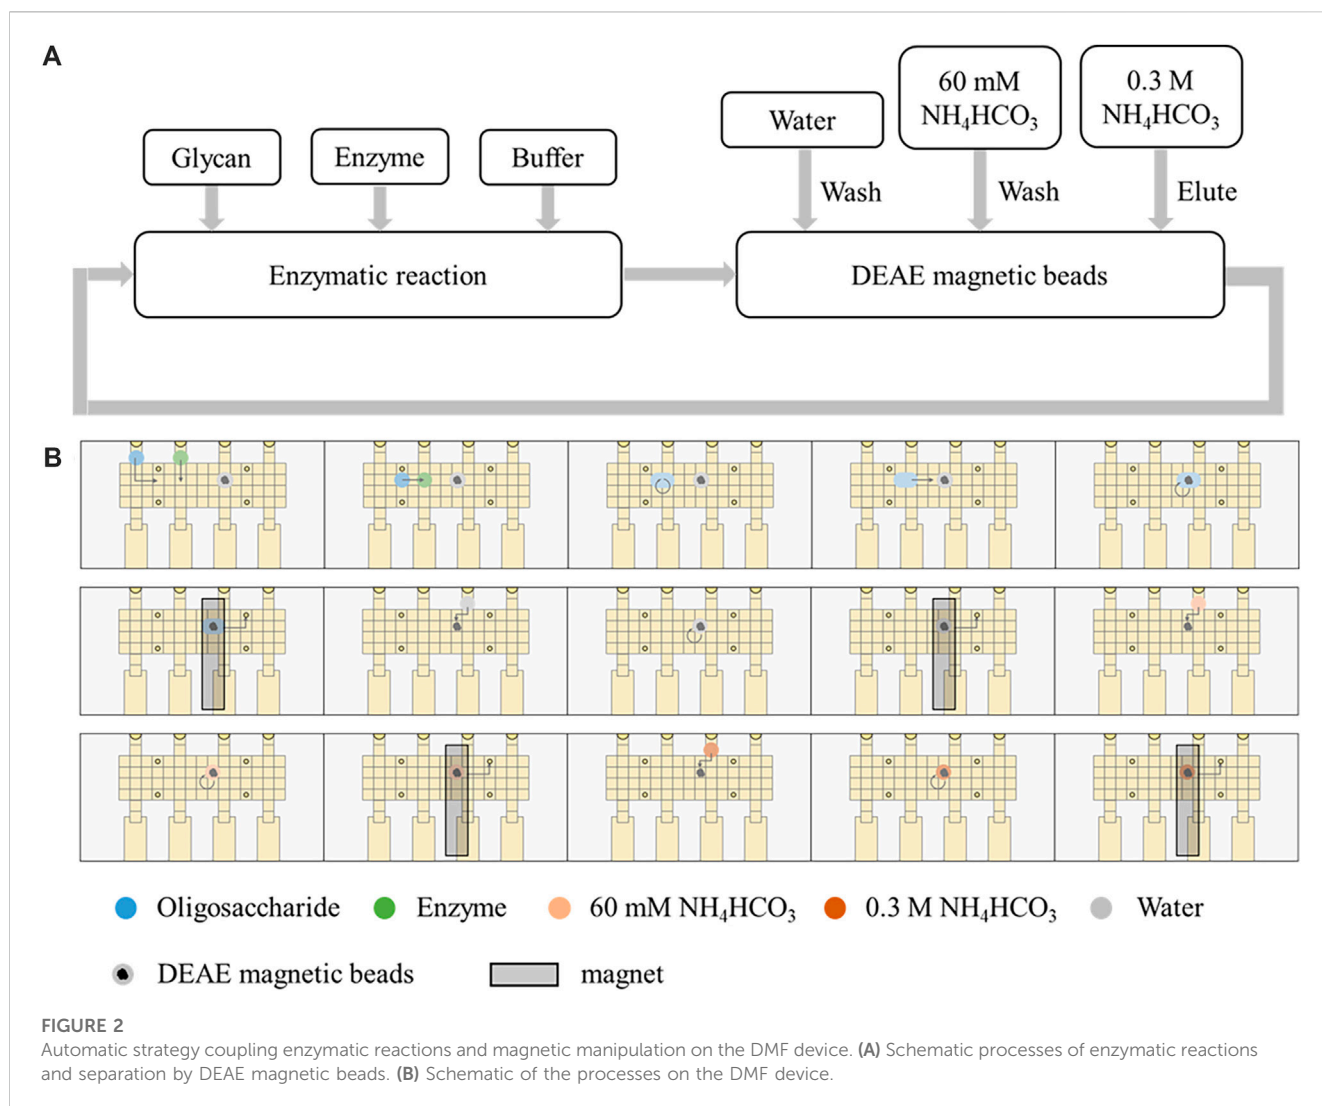 A
Glycan
Enzyme
Buffer
Water
60 mM
NH₄HCO₃
0.3 M
NH₄HCO₃
Wash
Wash
Elute
Enzymatic reaction
DEAE magnetic beads
B
Oligosaccharide
Enzyme
60 mM NH₄HCO₃
0.3 M NH₄HCO₃
Water
DEAE magnetic beads
magnet
FIGURE 2
Automatic strategy coupling enzymatic reactions and magnetic manipulation on the DMF device. (A) Schematic processes of enzymatic reactions
and separation by DEAE magnetic beads. (B) Schematic of the processes on the DMF device.